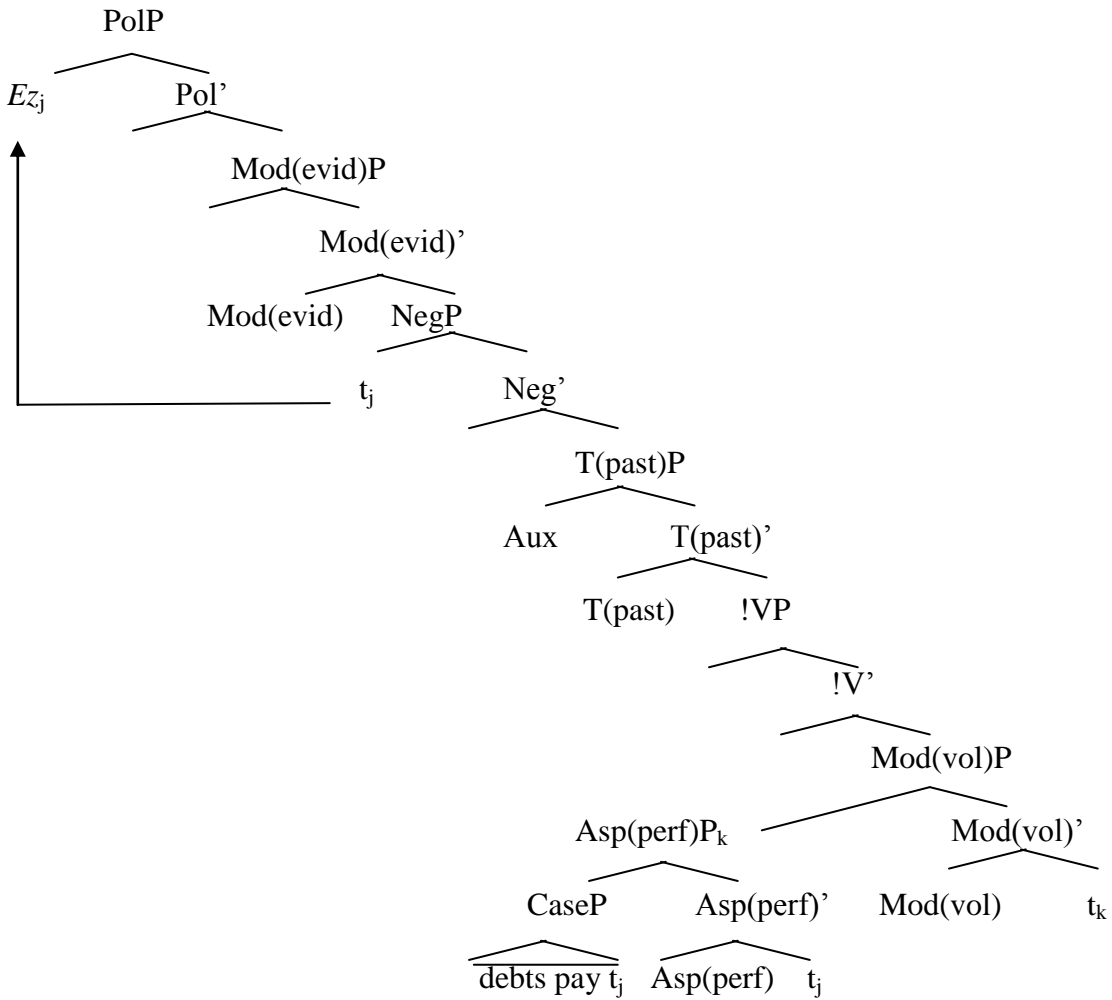 PolP
Ezj Pol’
Mod(evid)P
Mod(evid)’
Mod(evid) NegP
tj Neg’
T(past)P
Aux T(past)’
T(past) !VP
!V’
Mod(vol)P
Asp(perf)Pk Mod(vol)’
CaseP Asp(perf)’ Mod(vol) tk
debts pay tj Asp(perf) tj